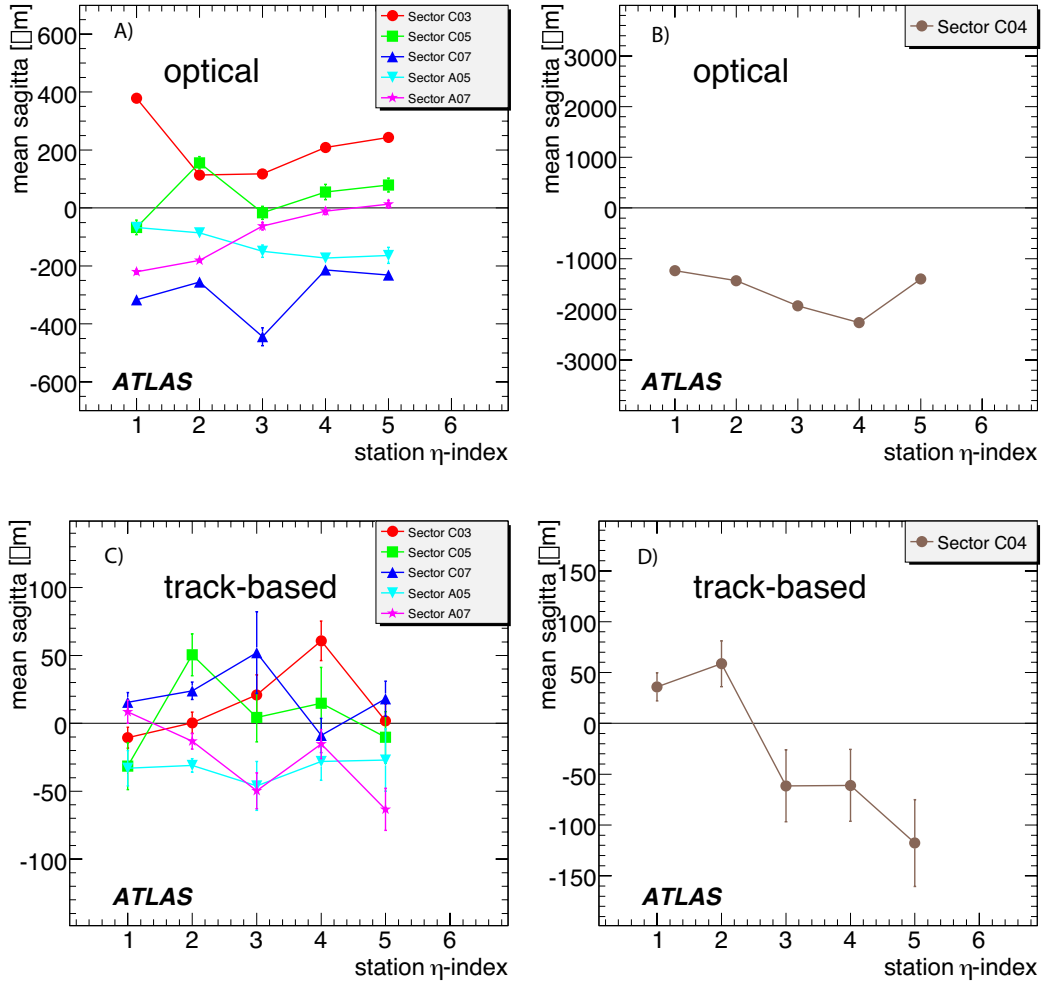 A)
optical
mean sagitta [□m]
Sector C03
Sector C05
Sector C07
Sector A05
Sector A07
600
400
200
0
-200
-400
-600
ATLAS
1 2 3 4 5 6
station η-index
B)
optical
mean sagitta [□m]
Sector C04
3000
2000
1000
0
-1000
-2000
-3000
ATLAS
1 2 3 4 5 6
station η-index
C)
track-based
mean sagitta [□m]
Sector C03
Sector C05
Sector C07
Sector A05
Sector A07
100
50
0
-50
-100
ATLAS
1 2 3 4 5 6
station η-index
D)
track-based
mean sagitta [□m]
Sector C04
150
100
50
0
-50
-100
-150
ATLAS
1 2 3 4 5 6
station η-index